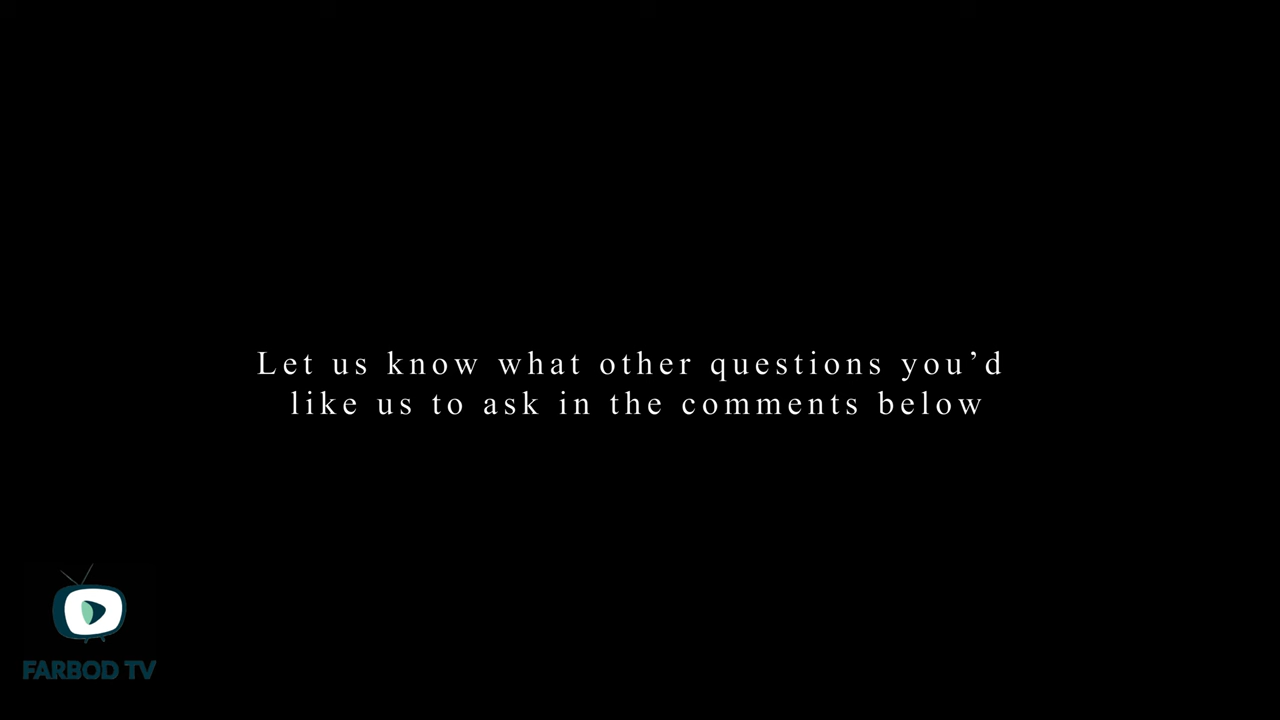 Let us know what other questions you’d
like us to ask in the comments below
FARBOD TV